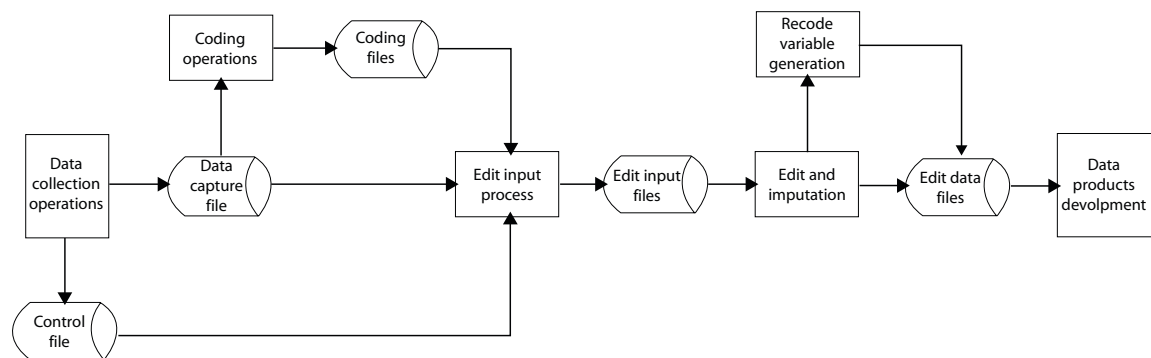 Coding
operations
Coding
files
Recode
variable
generation
Data
collection
operations
Data
capture
file
Edit input
process
Edit input
files
Edit and
imputation
Edit data
files
Data
products
devolpment
Control
file